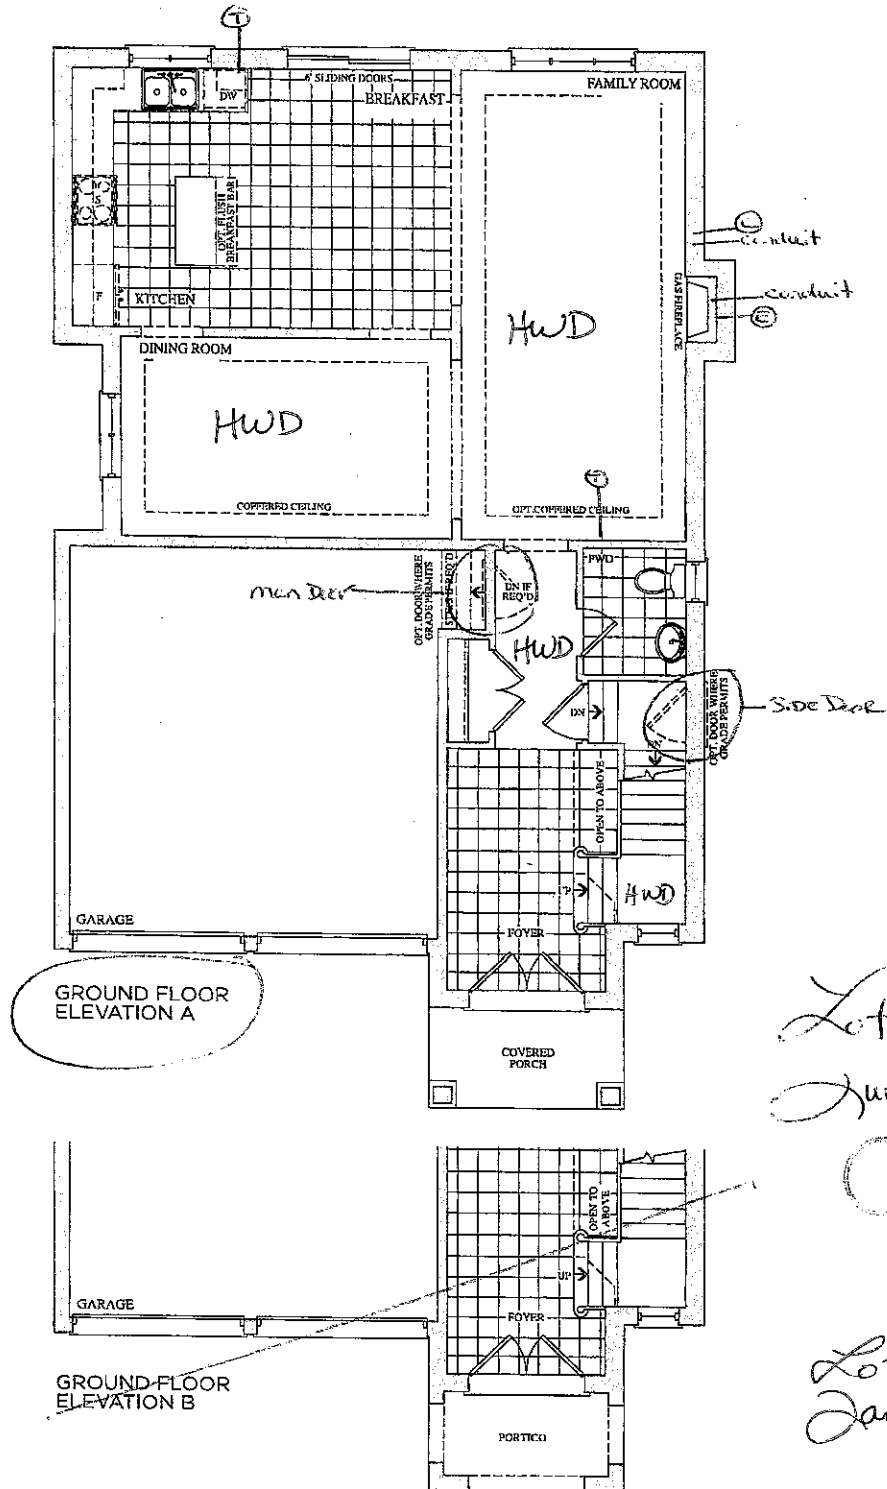 T
6' SLIDING DOORS
FAMILY ROOM
DW
BREAKFAST
S
OPT. FLUSH
BREAKFAST BAR
conduit
F
KITCHEN
GAS FIREPLACE
conduit
E
HWD
DINING ROOM
HWD
COFFERED CEILING
OPT. COFFERED CEILING
T
PWD
OPT. DOOR WHERE
GRADE PERMITS
STEPS IF REQ'D
DN IF
REQ'D
man Door
HWD
DN
OPT. DOOR WHERE
GRADE PERMITS
SIDE DOOR
OPEN TO ABOVE
UP
HWD
GARAGE
FOYER
GROUND FLOOR
ELEVATION A
COVERED
PORCH
OPEN TO
ABOVE
UP
GARAGE
FOYER
GROUND FLOOR
ELEVATION B
PORTICO